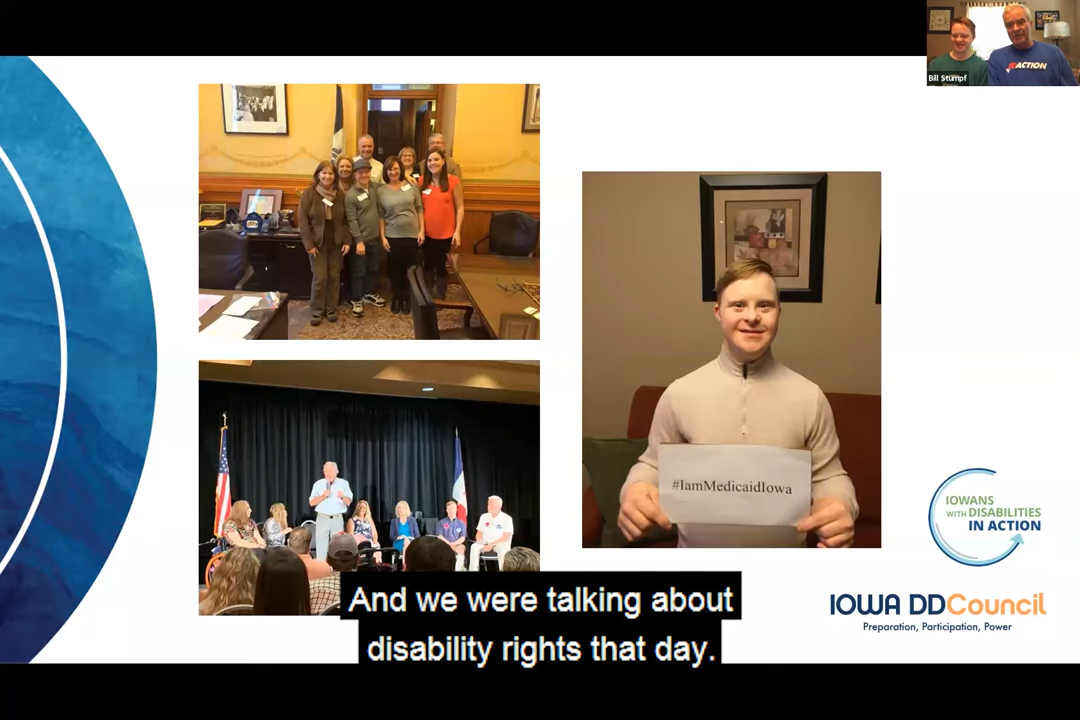 ACTION
Bill Stumpf
#IamMedicaidIowa
IOWANS
WITH DISABILITIES
IN ACTION
IOWA DDCouncil
Preparation, Participation, Power
And we were talking about
disability rights that day.